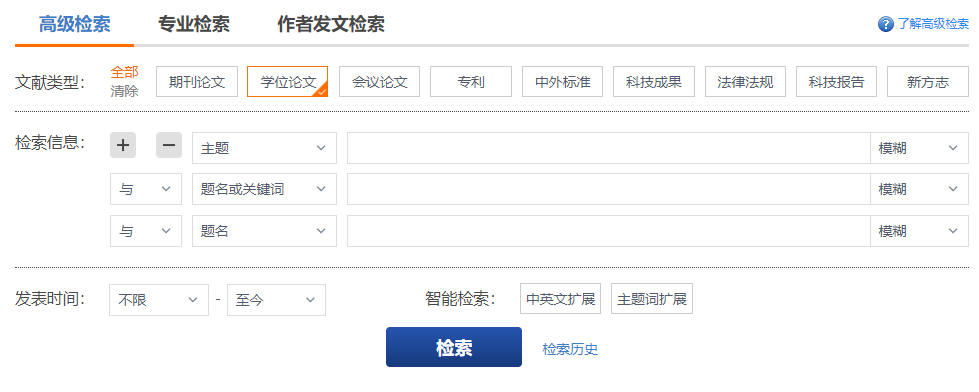 高级检索 专业检索 作者发文检索 ? 了解高级检索
文献类型： 全部 清除 期刊论文 学位论文 会议论文 专利 中外标准 科技成果 法律法规 科技报告 新方志
检索信息： + − 主题 模糊
与 题名或关键词 模糊
与 题名 模糊
发表时间： 不限 - 至今 智能检索： 中英文扩展 主题词扩展
检索 检索历史